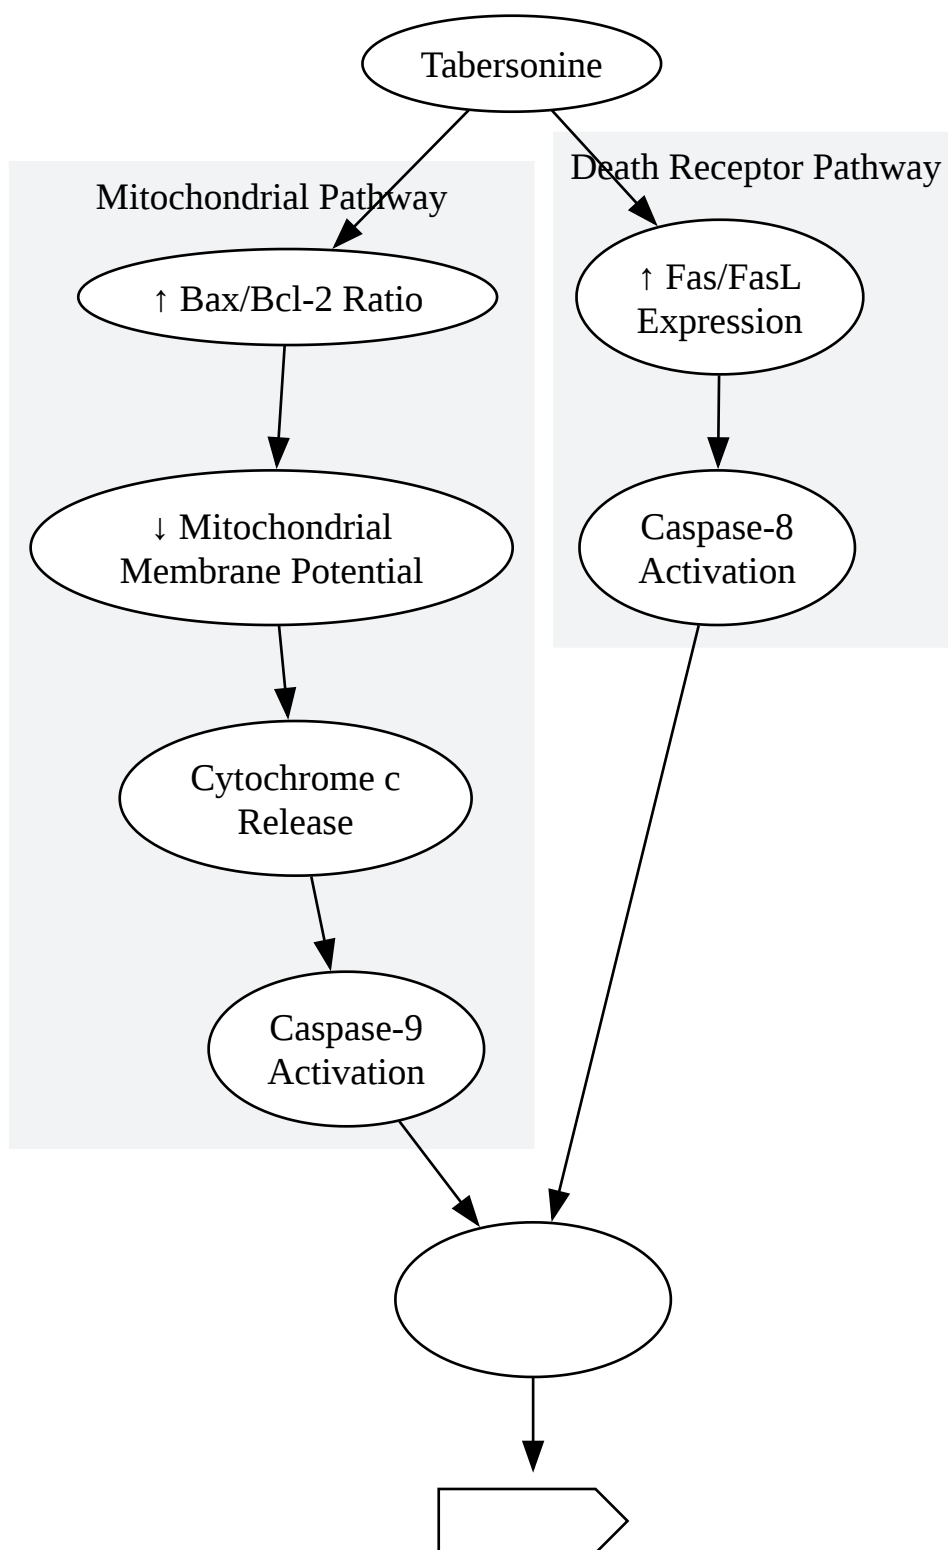 Tabersonine
Death Receptor Pathway
Mitochondrial Pathway
↑ Bax/Bcl-2 Ratio
↑ Fas/FasL
Expression
↓ Mitochondrial
Membrane Potential
Caspase-8
Activation
Cytochrome c
Release
Caspase-9
Activation